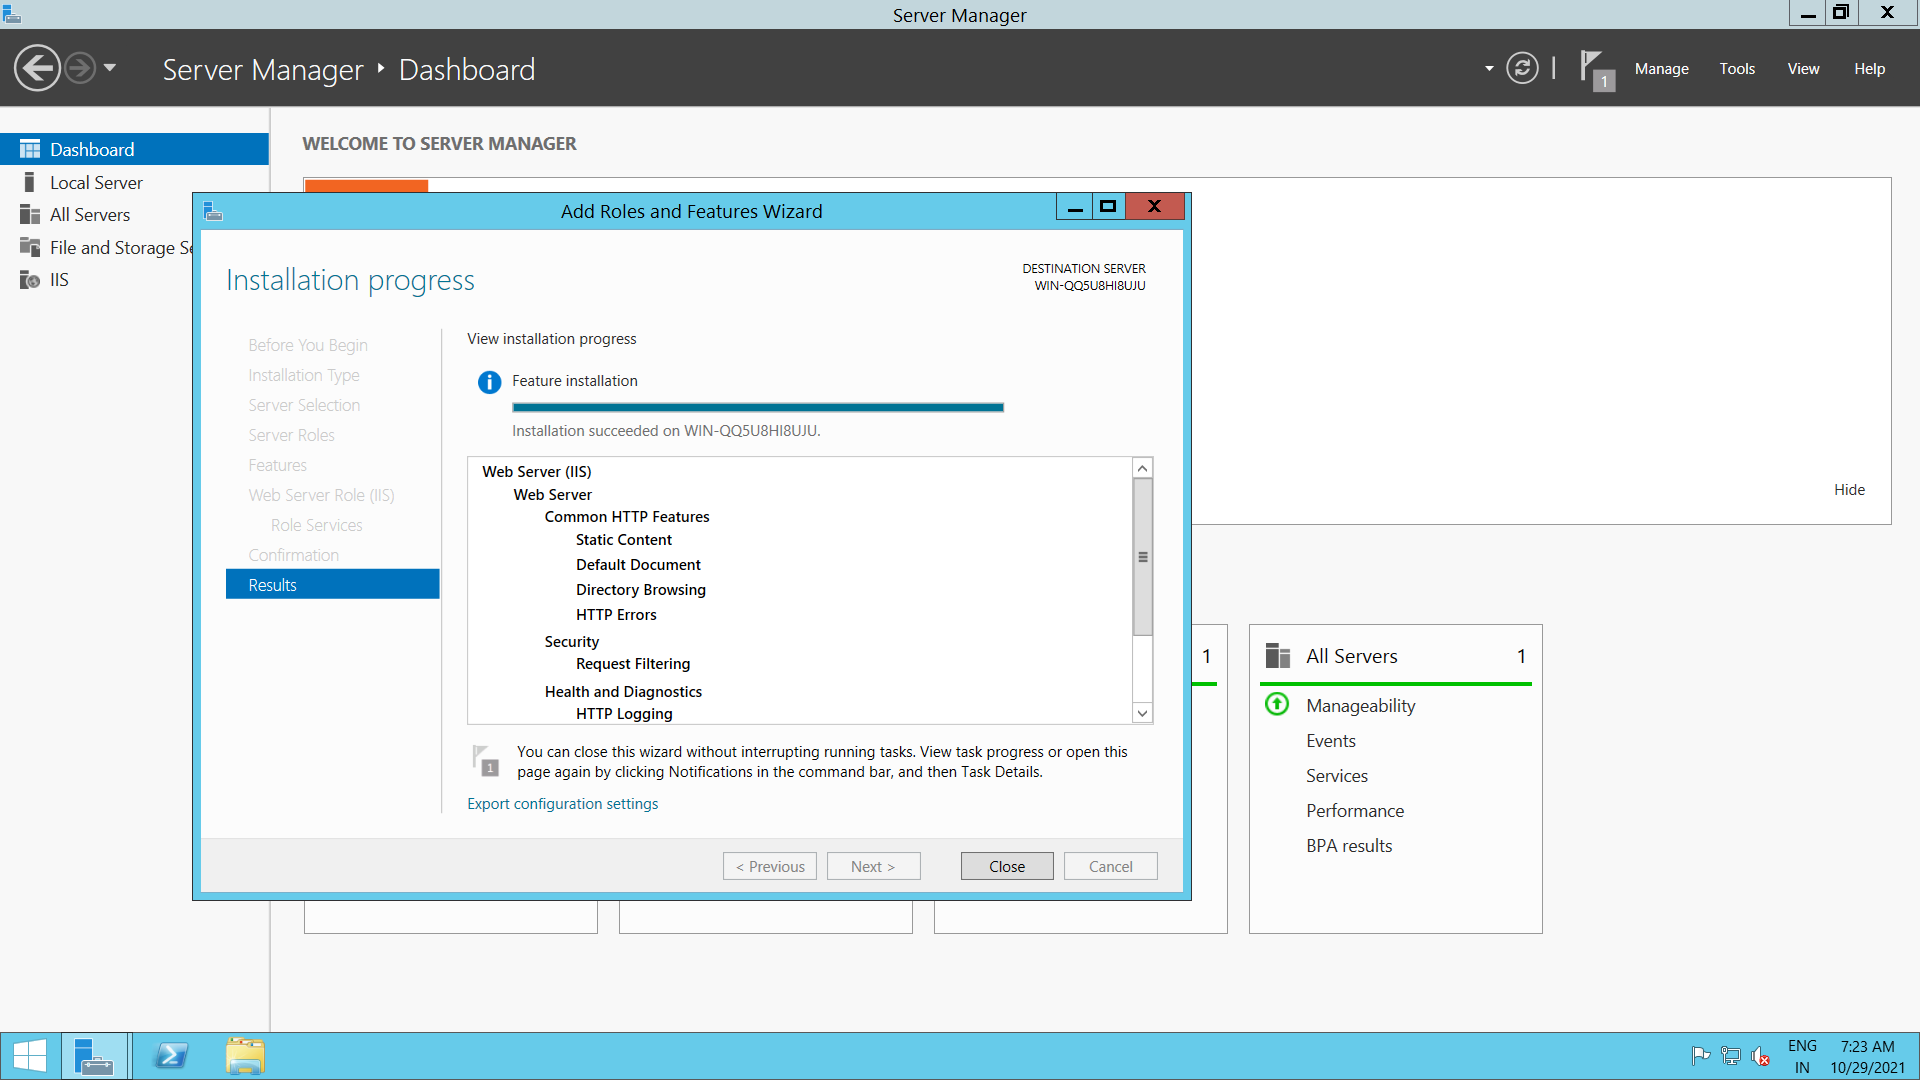 Server Manager
Server Manager ‣ Dashboard
1
Manage
Tools
View
Help
Dashboard
Local Server
All Servers
File and Storage Se
IIS
WELCOME TO SERVER MANAGER
Hide
Add Roles and Features Wizard
Installation progress
DESTINATION SERVER
WIN-QQ5U8HI8UJU
Before You Begin
Installation Type
Server Selection
Server Roles
Features
Web Server Role (IIS)
Role Services
Confirmation
Results
View installation progress
Feature installation
Installation succeeded on WIN-QQ5U8HI8UJU.
Web Server (IIS)
Web Server
Common HTTP Features
Static Content
Default Document
Directory Browsing
HTTP Errors
Security
Request Filtering
Health and Diagnostics
HTTP Logging
1
You can close this wizard without interrupting running tasks. View task progress or open this
page again by clicking Notifications in the command bar, and then Task Details.
Export configuration settings
< Previous
Next >
Close
Cancel
1
All Servers 1
Manageability
Events
Services
Performance
BPA results
ENG
IN
7:23 AM
10/29/2021